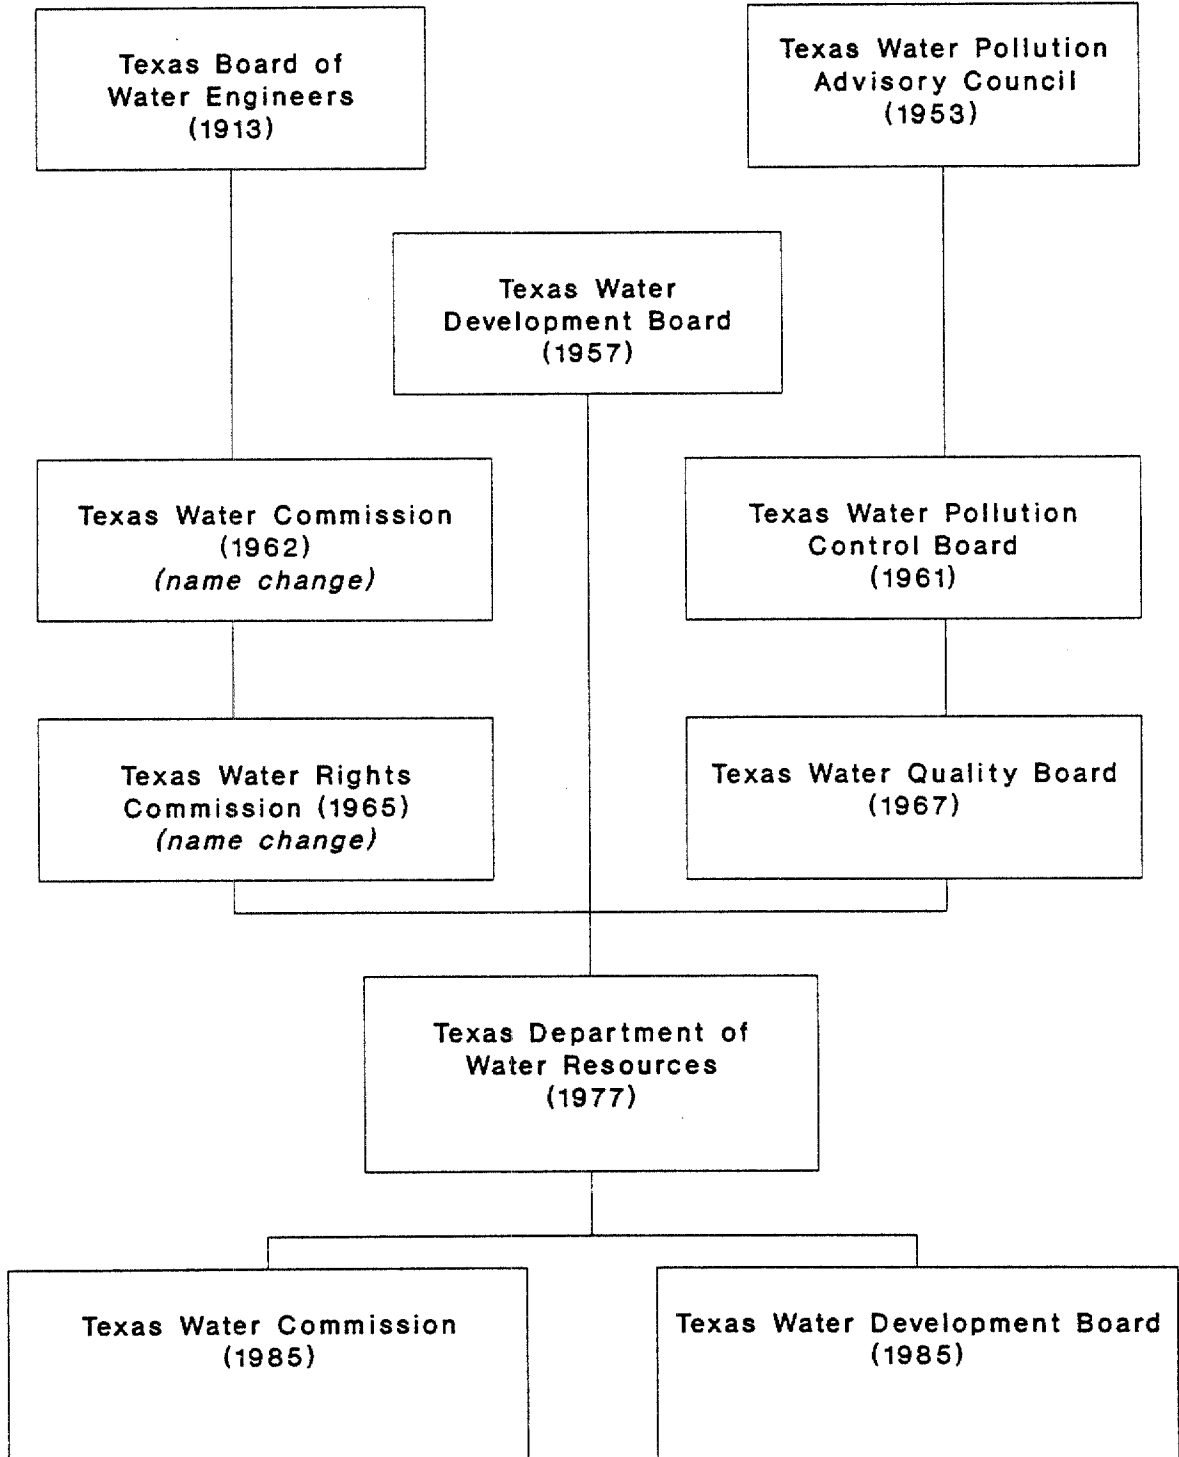 Texas Board of
Water Engineers
(1913)
Texas Water Pollution
Advisory Council
(1953)
Texas Water
Development Board
(1957)
Texas Water Commission
(1962)
(name change)
Texas Water Pollution
Control Board
(1961)
Texas Water Rights
Commission (1965)
(name change)
Texas Water Quality Board
(1967)
Texas Department of
Water Resources
(1977)
Texas Water Commission
(1985)
Texas Water Development Board
(1985)